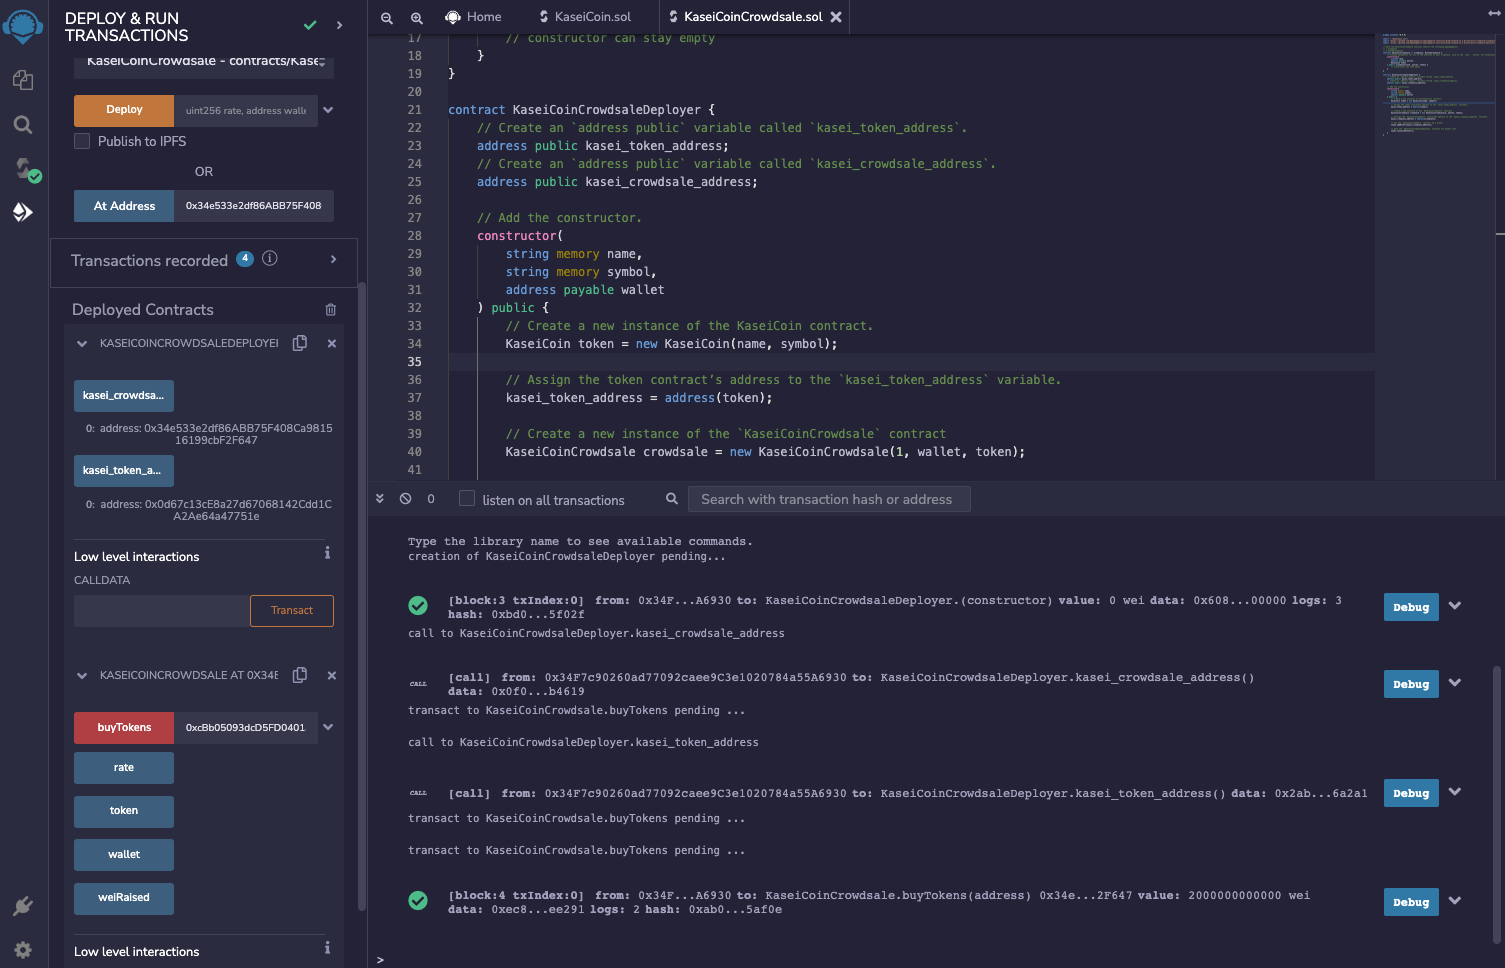 DEPLOY & RUN
TRANSACTIONS
KaseiCoinCrowdsale - contracts/Kase
Deploy
uint256 rate, address walle
Publish to IPFS
OR
At Address
0x34e533e2df86ABB75F408
Transactions recorded 4 i
Deployed Contracts
KASEICOINCROWDSALEDEPLOYEI
kasei_crowdsa...
0: address: 0x34e533e2df86ABB75F408Ca9815
16199cbF2F647
kasei_token_a...
0: address: 0x0d67c13cE8a27d67068142Cdd1C
A2Ae64a47751e
Low level interactions
i
CALLDATA
Transact
KASEICOINCROWDSALE AT 0X34E
buyTokens
0xcBb05093dcD5FD0401
rate
token
wallet
weiRaised
Low level interactions
i
Home
KaseiCoin.sol
KaseiCoinCrowdsale.sol
17 // constructor can stay empty
18 }
19 }
20
21 contract KaseiCoinCrowdsaleDeployer {
22 // Create an `address public` variable called `kasei_token_address`.
23 address public kasei_token_address;
24 // Create an `address public` variable called `kasei_crowdsale_address`.
25 address public kasei_crowdsale_address;
26
27 // Add the constructor.
28 constructor(
29 string memory name,
30 string memory symbol,
31 address payable wallet
32 ) public {
33 // Create a new instance of the KaseiCoin contract.
34 KaseiCoin token = new KaseiCoin(name, symbol);
35
36 // Assign the token contract’s address to the `kasei_token_address` variable.
37 kasei_token_address = address(token);
38
39 // Create a new instance of the `KaseiCoinCrowdsale` contract
40 KaseiCoinCrowdsale crowdsale = new KaseiCoinCrowdsale(1, wallet, token);
41
0
listen on all transactions
Search with transaction hash or address
Type the library name to see available commands.
creation of KaseiCoinCrowdsaleDeployer pending...
[block:3 txIndex:0] from: 0x34F...A6930 to: KaseiCoinCrowdsaleDeployer.(constructor) value: 0 wei data: 0x608...00000 logs: 3
hash: 0xbd0...5f02f
Debug
call to KaseiCoinCrowdsaleDeployer.kasei_crowdsale_address
CALL
[call] from: 0x34F7c90260ad77092caee9C3e1020784a55A6930 to: KaseiCoinCrowdsaleDeployer.kasei_crowdsale_address()
data: 0x0f0...b4619
Debug
transact to KaseiCoinCrowdsale.buyTokens pending ...
call to KaseiCoinCrowdsaleDeployer.kasei_token_address
CALL
[call] from: 0x34F7c90260ad77092caee9C3e1020784a55A6930 to: KaseiCoinCrowdsaleDeployer.kasei_token_address() data: 0x2ab...6a2a1
Debug
transact to KaseiCoinCrowdsale.buyTokens pending ...
transact to KaseiCoinCrowdsale.buyTokens pending ...
[block:4 txIndex:0] from: 0x34F...A6930 to: KaseiCoinCrowdsale.buyTokens(address) 0x34e...2F647 value: 2000000000000 wei
data: 0xec8...ee291 logs: 2 hash: 0xab0...5af0e
Debug
>